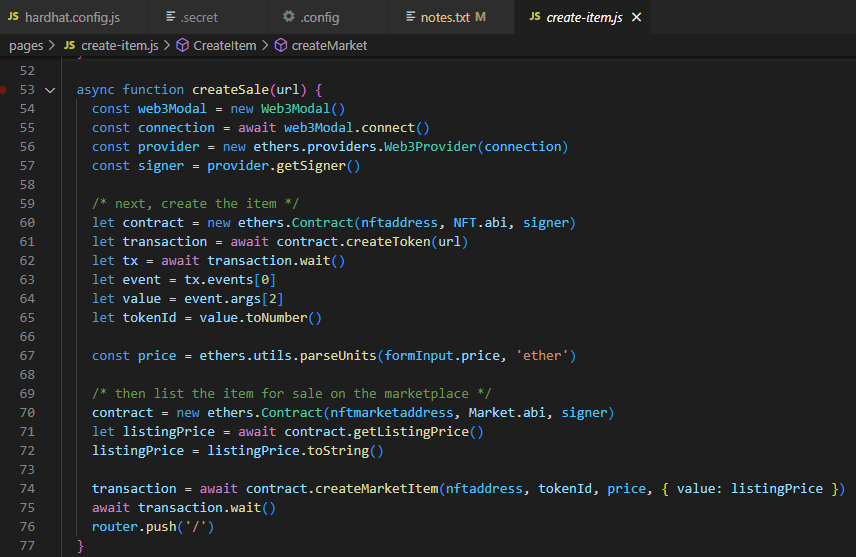 JS hardhat.config.js .secret .config notes.txt M JS create-item.js ×
pages > JS create-item.js > CreateItem > createMarket
52
53 async function createSale(url) {
54 const web3Modal = new Web3Modal()
55 const connection = await web3Modal.connect()
56 const provider = new ethers.providers.Web3Provider(connection)
57 const signer = provider.getSigner()
58
59 /* next, create the item */
60 let contract = new ethers.Contract(nftaddress, NFT.abi, signer)
61 let transaction = await contract.createToken(url)
62 let tx = await transaction.wait()
63 let event = tx.events[0]
64 let value = event.args[2]
65 let tokenId = value.toNumber()
66
67 const price = ethers.utils.parseUnits(formInput.price, 'ether')
68
69 /* then list the item for sale on the marketplace */
70 contract = new ethers.Contract(nftmarketaddress, Market.abi, signer)
71 let listingPrice = await contract.getListingPrice()
72 listingPrice = listingPrice.toString()
73
74 transaction = await contract.createMarketItem(nftaddress, tokenId, price, { value: listingPrice })
75 await transaction.wait()
76 router.push('/')
77 }